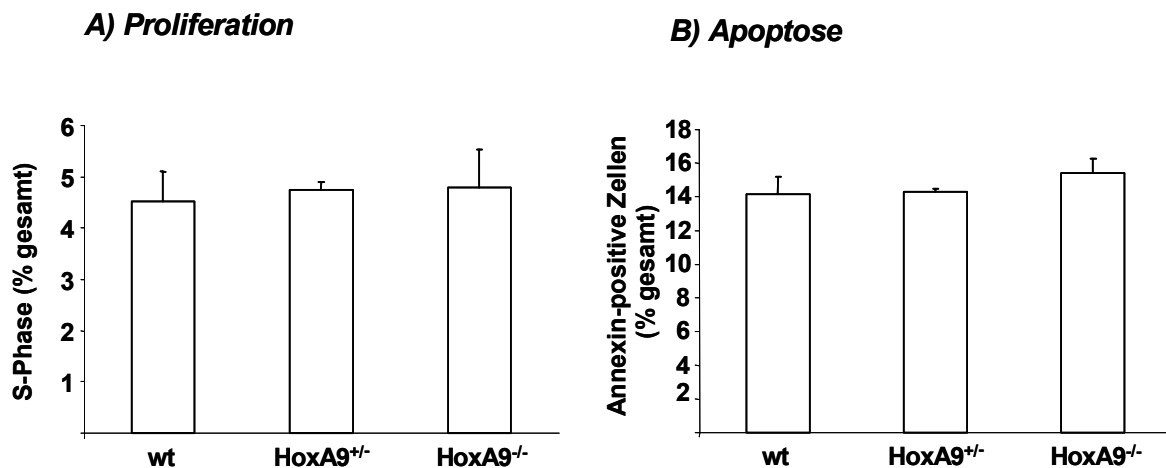 A) Proliferation
S-Phase (% gesamt)
6
5
4
3
2
1
wt
HoxA9+/-
HoxA9-/-
B) Apoptose
Annexin-positive Zellen
(% gesamt)
18
16
14
12
10
8
6
4
2
wt
HoxA9+/-
HoxA9-/-